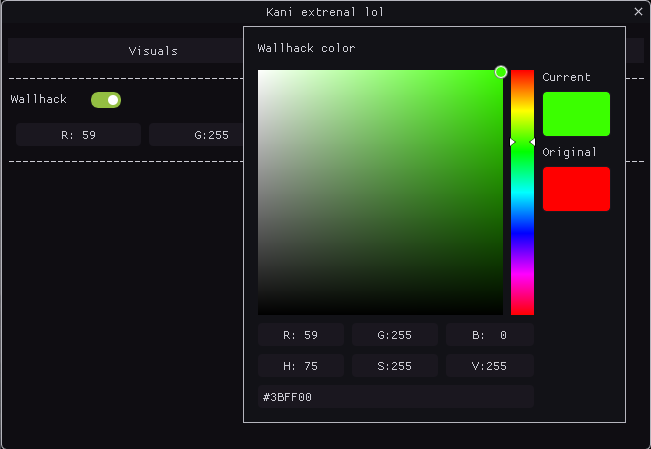 Kani extrenal lol
Visuals
Wallhack
R: 59 G:255
Wallhack color
Current
Original
R: 59 G:255 B: 0
H: 75 S:255 V:255
#3BFF00